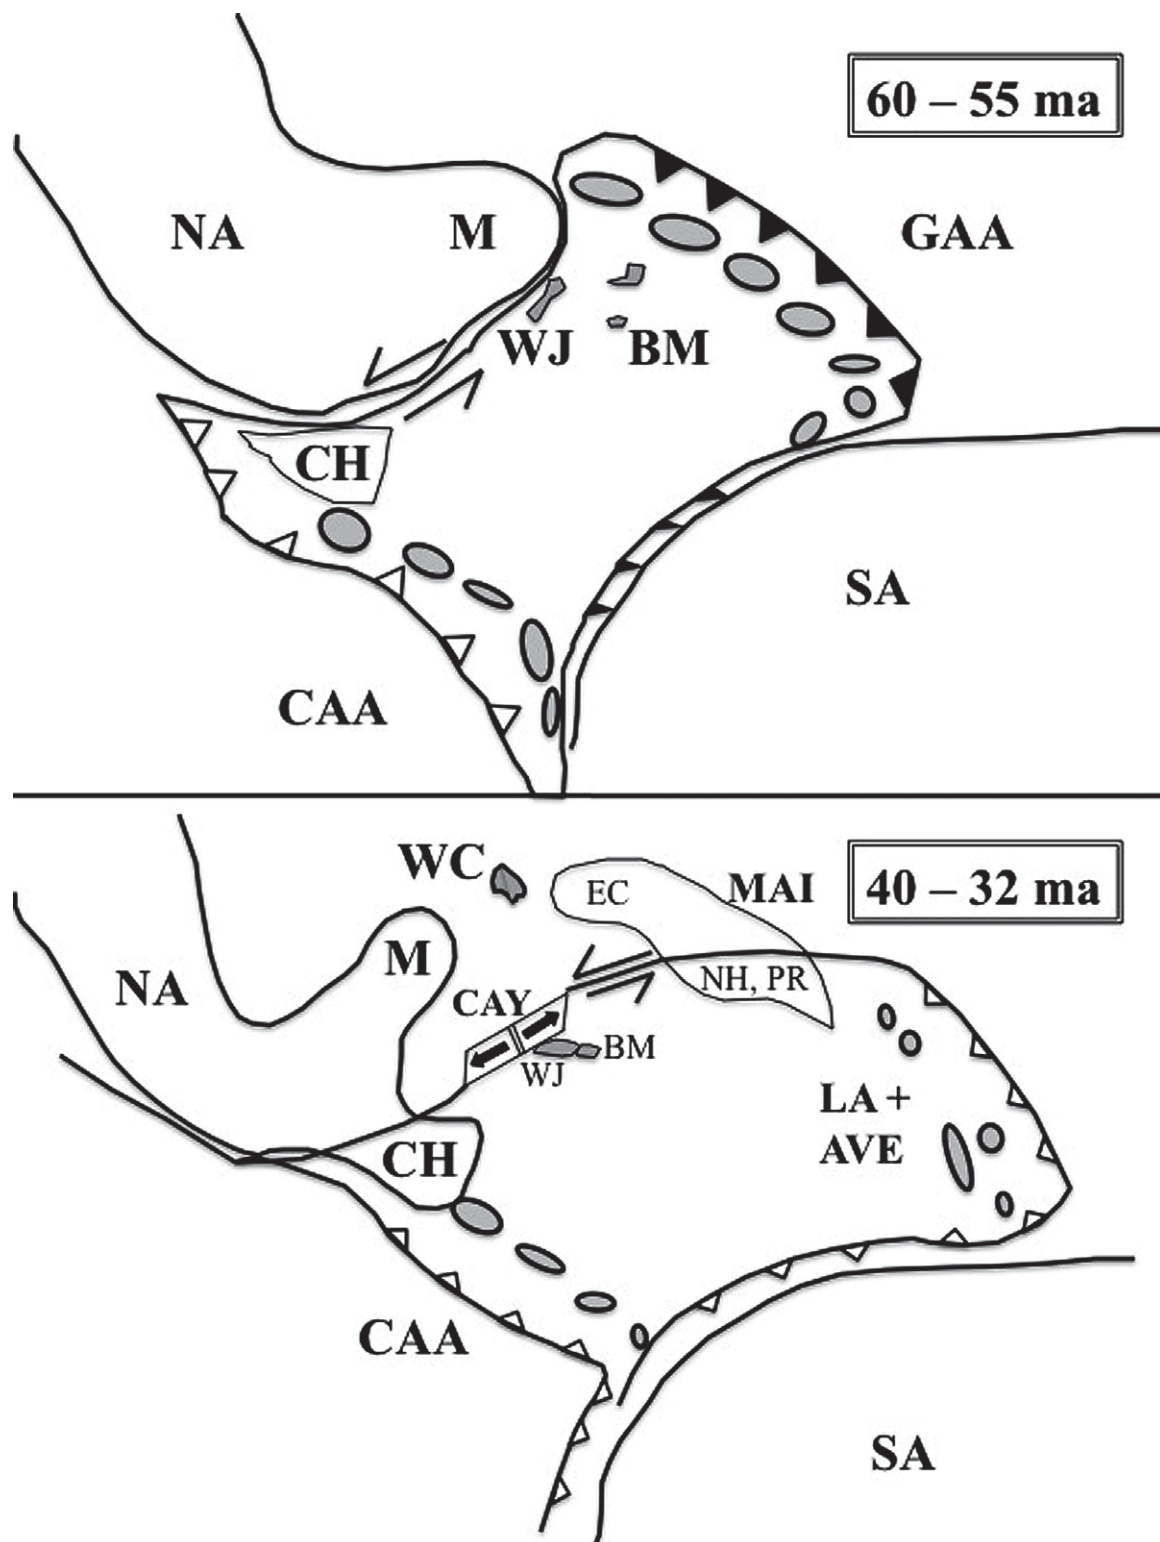 60 – 55 ma
NA
M
GAA
WJ
BM
CH
SA
CAA
WC
40 – 32 ma
EC
MAI
M
NA
NH, PR
CAY
BM
WJ
LA +
AVE
CH
CAA
SA